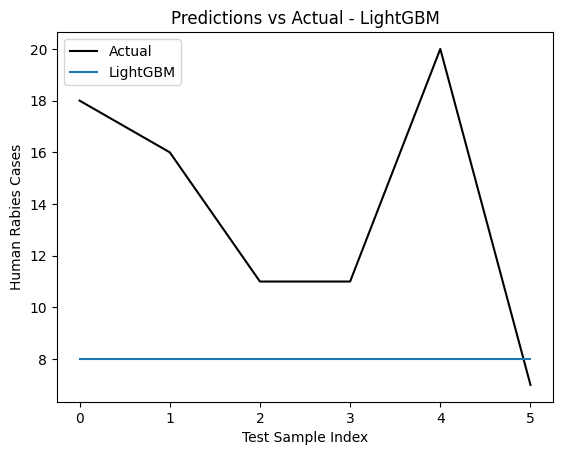 Predictions vs Actual - LightGBM
Actual
LightGBM
20
18
16
14
12
10
8
Human Rabies Cases
0 1 2 3 4 5
Test Sample Index